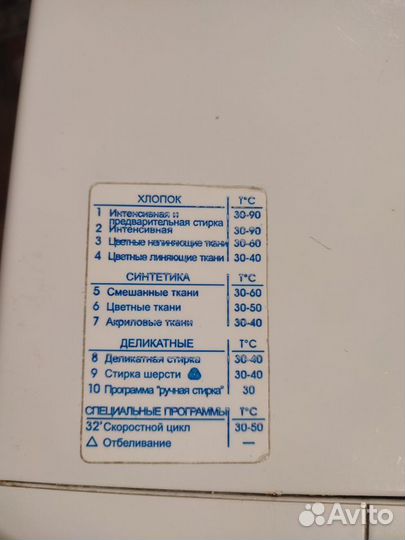 ХЛОПОК T°C
1 Интенсивная и
предварительная стирка 30-90
2 Интенсивная 30-90
3 Цветные нелиняющие ткани 30-60
4 Цветные линяющие ткани 30-40
СИНТЕТИКА T°C
5 Смешанные ткани 30-60
6 Цветные ткани 30-50
7 Акриловые ткани 30-40
ДЕЛИКАТНЫЕ T°C
8 Деликатная стирка 30-40
9 Стирка шерсти 30-40
10 Программа "ручная стирка" 30
СПЕЦИАЛЬНЫЕ ПРОГРАММЫ T°C
32' Скоростной цикл 30-50
△ Отбеливание —
Avito